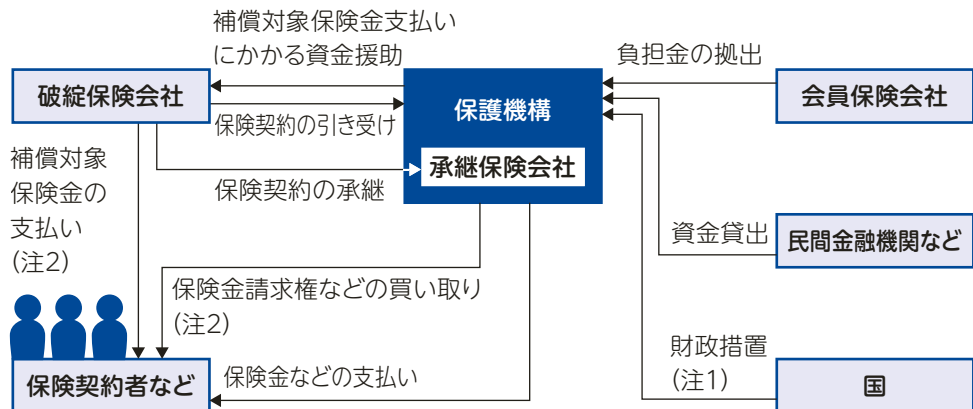 補償対象保険金支払い
にかかる資金援助
負担金の拠出
破綻保険会社
保護機構
会員保険会社
保険契約の引き受け
承継保険会社
補償対象
保険金の
支払い
(注2)
保険契約の承継
資金貸出
民間金融機関など
保険金請求権などの買い取り
(注2)
財政措置
(注1)
保険契約者など
保険金などの支払い
国